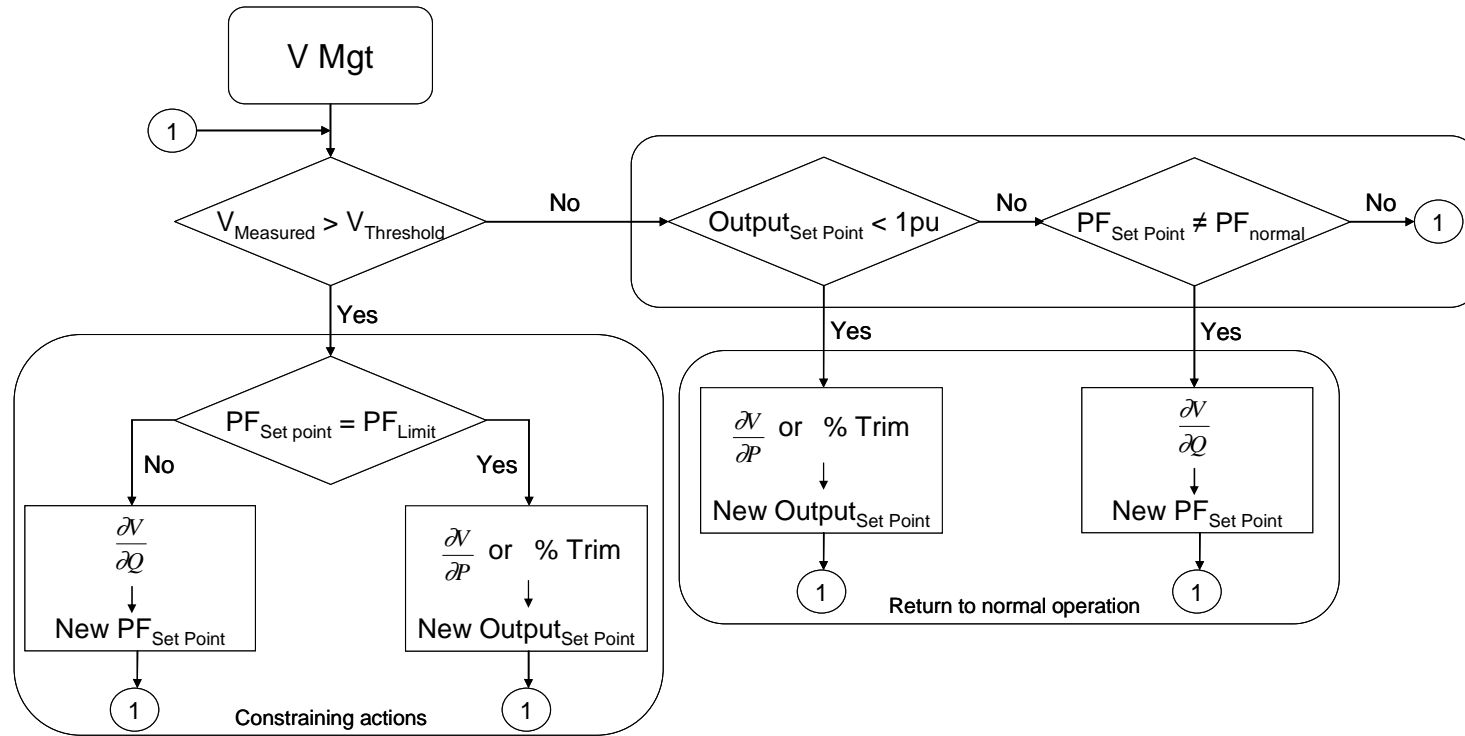 V Mgt
1
V_Measured > V_Threshold
No
Output_Set Point < 1pu
No
PF_Set Point ≠ PF_normal
No
1
Yes
Yes
Yes
PF_Set point = PF_Limit
No
Yes
∂V/∂P or % Trim
New Output_Set Point
∂V/∂Q
New PF_Set Point
∂V/∂Q
New PF_Set Point
∂V/∂P or % Trim
New Output_Set Point
1
1
Return to normal operation
1
1
Constraining actions